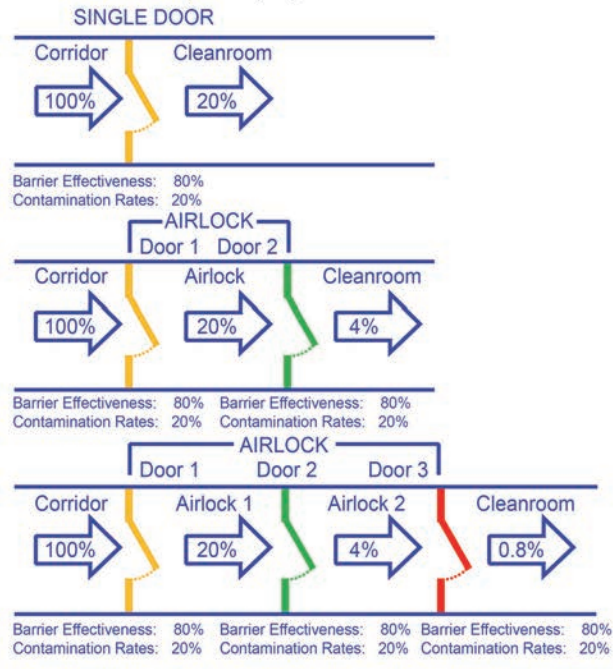 SINGLE DOOR
Corridor Cleanroom
100% 20%
Barrier Effectiveness: 80%
Contamination Rates: 20%
AIRLOCK
Door 1 Door 2
Corridor Airlock Cleanroom
100% 20% 4%
Barrier Effectiveness: 80% Barrier Effectiveness: 80%
Contamination Rates: 20% Contamination Rates: 20%
AIRLOCK
Door 1 Door 2 Door 3
Corridor Airlock 1 Airlock 2 Cleanroom
100% 20% 4% 0.8%
Barrier Effectiveness: 80% Barrier Effectiveness: 80% Barrier Effectiveness: 80%
Contamination Rates: 20% Contamination Rates: 20% Contamination Rates: 20%